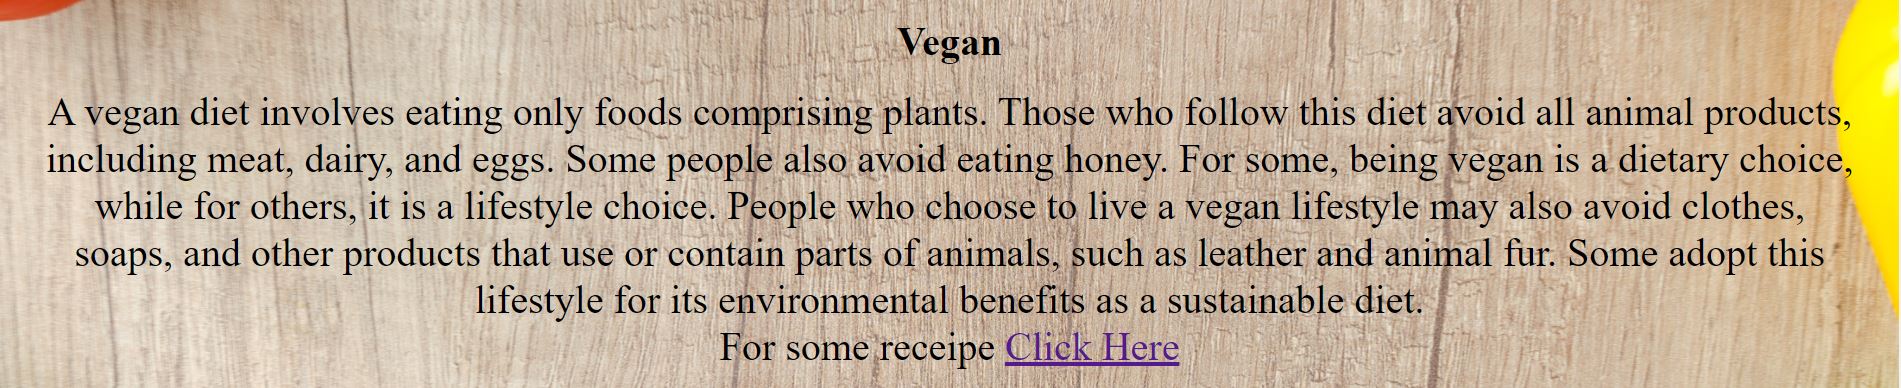 Vegan
A vegan diet involves eating only foods comprising plants. Those who follow this diet avoid all animal products,
including meat, dairy, and eggs. Some people also avoid eating honey. For some, being vegan is a dietary choice,
while for others, it is a lifestyle choice. People who choose to live a vegan lifestyle may also avoid clothes,
soaps, and other products that use or contain parts of animals, such as leather and animal fur. Some adopt this
lifestyle for its environmental benefits as a sustainable diet.
For some receipe Click Here